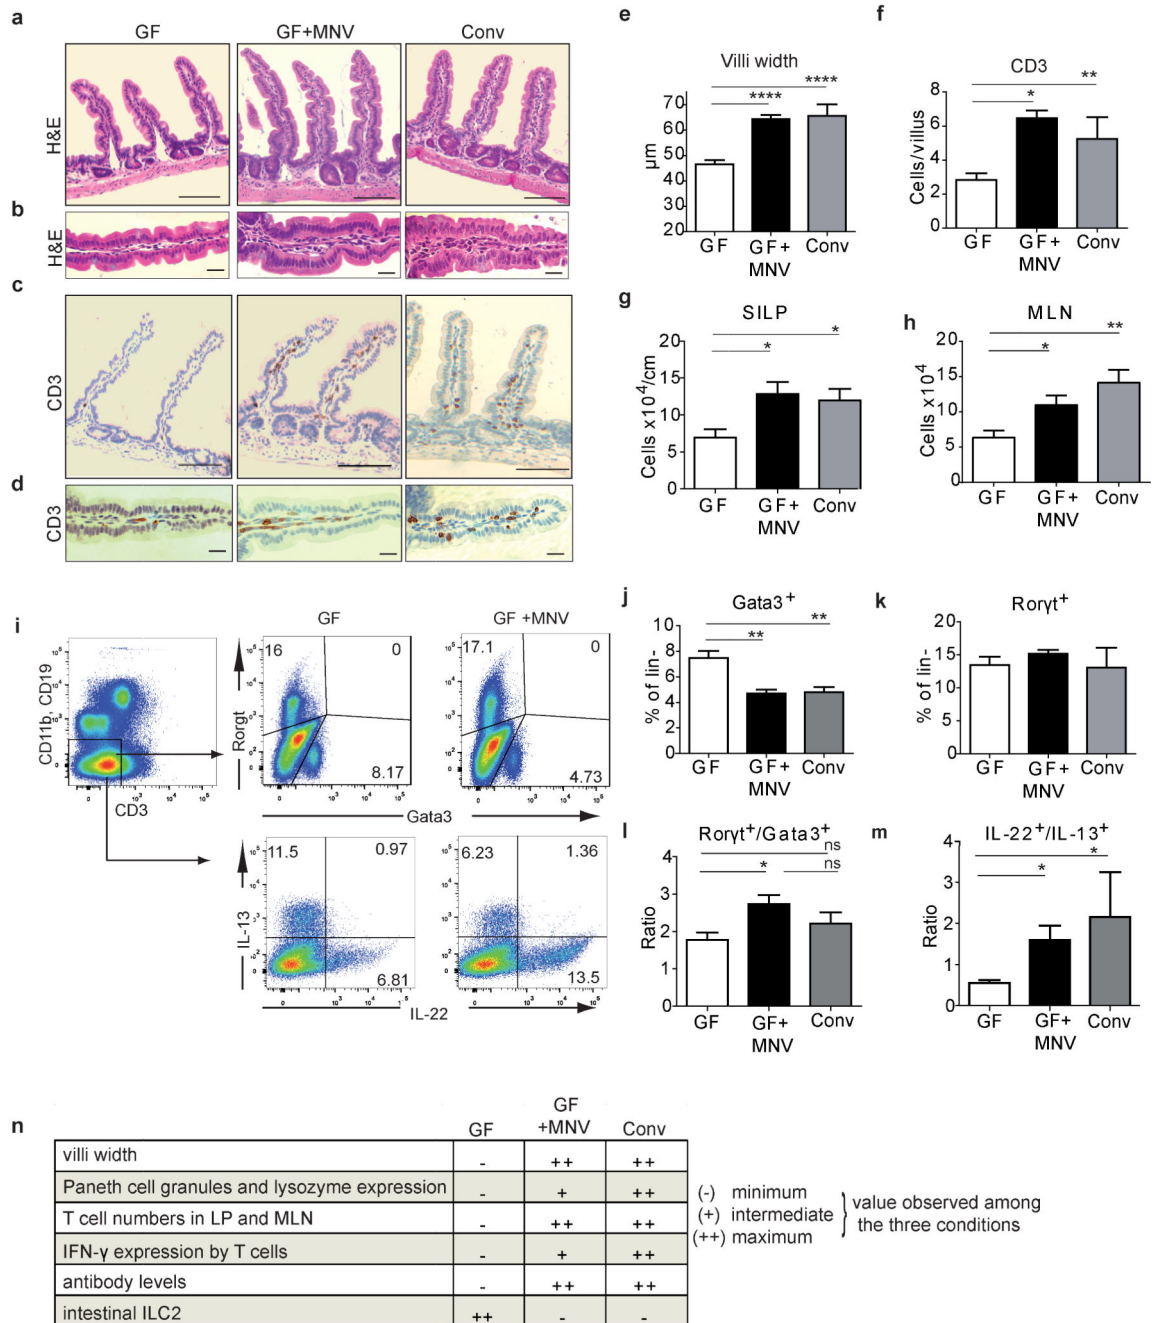 a
GF
GF+MNV
Conv
H&E
b
H&E
c
CD3
d
CD3
e
Villi width
****
****
µm
70
60
50
40
30
20
GF
GF+
MNV
Conv
f
CD3
**
*
Cells/villus
8
6
4
2
0
GF
GF+
MNV
Conv
g
SILP
*
*
Cells x10⁴/cm
20
15
10
5
0
GF
GF+
MNV
Conv
h
MLN
**
*
Cells x10⁴
20
15
10
5
0
GF
GF+
MNV
Conv
i
GF
GF +MNV
CD11b, CD19
CD3
Rorgt
16
0
8.17
17.1
0
4.73
Gata3
IL-13
11.5
0.97
6.81
6.23
1.36
13.5
IL-22
j
Gata3⁺
**
**
% of lin-
10
8
6
4
2
0
GF
GF+
MNV
Conv
k
Rorγt⁺
% of lin-
20
15
10
5
0
GF
GF+
MNV
Conv
l
Rorγt⁺/Gata3⁺
ns
* ns
Ratio
4
3
2
1
0
GF
GF+
MNV
Conv
m
IL-22⁺/IL-13⁺
*
*
Ratio
4
3
2
1
0
GF
GF+
MNV
Conv
n
GF
GF
+MNV
Conv
villi width - ++ ++
Paneth cell granules and lysozyme expression - + ++
T cell numbers in LP and MLN - ++ ++
IFN-γ expression by T cells - + ++
antibody levels - ++ ++
intestinal ILC2 ++ - -
(-) minimum
(+) intermediate
(++) maximum
value observed among
the three conditions